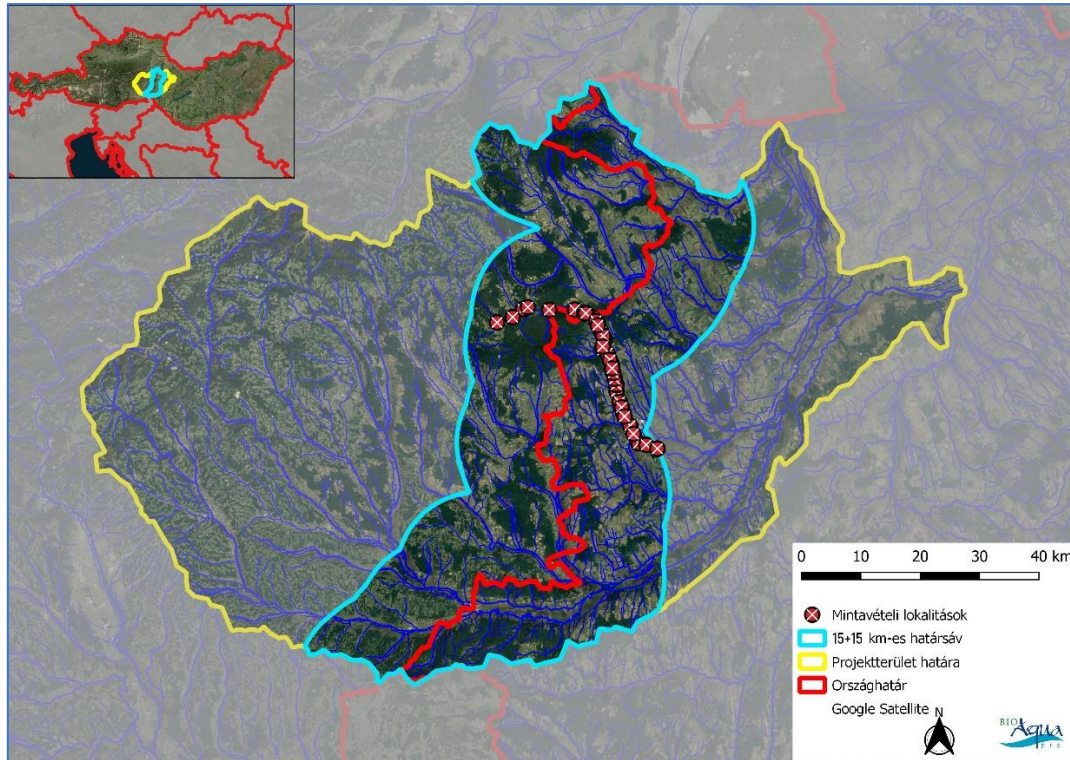 0 10 20 30 40 km
Mintavételi lokalitások
15+15 km-es határsáv
Projektterület határa
Országhatár
Google Satellite
N
BIO
Aqua
pro